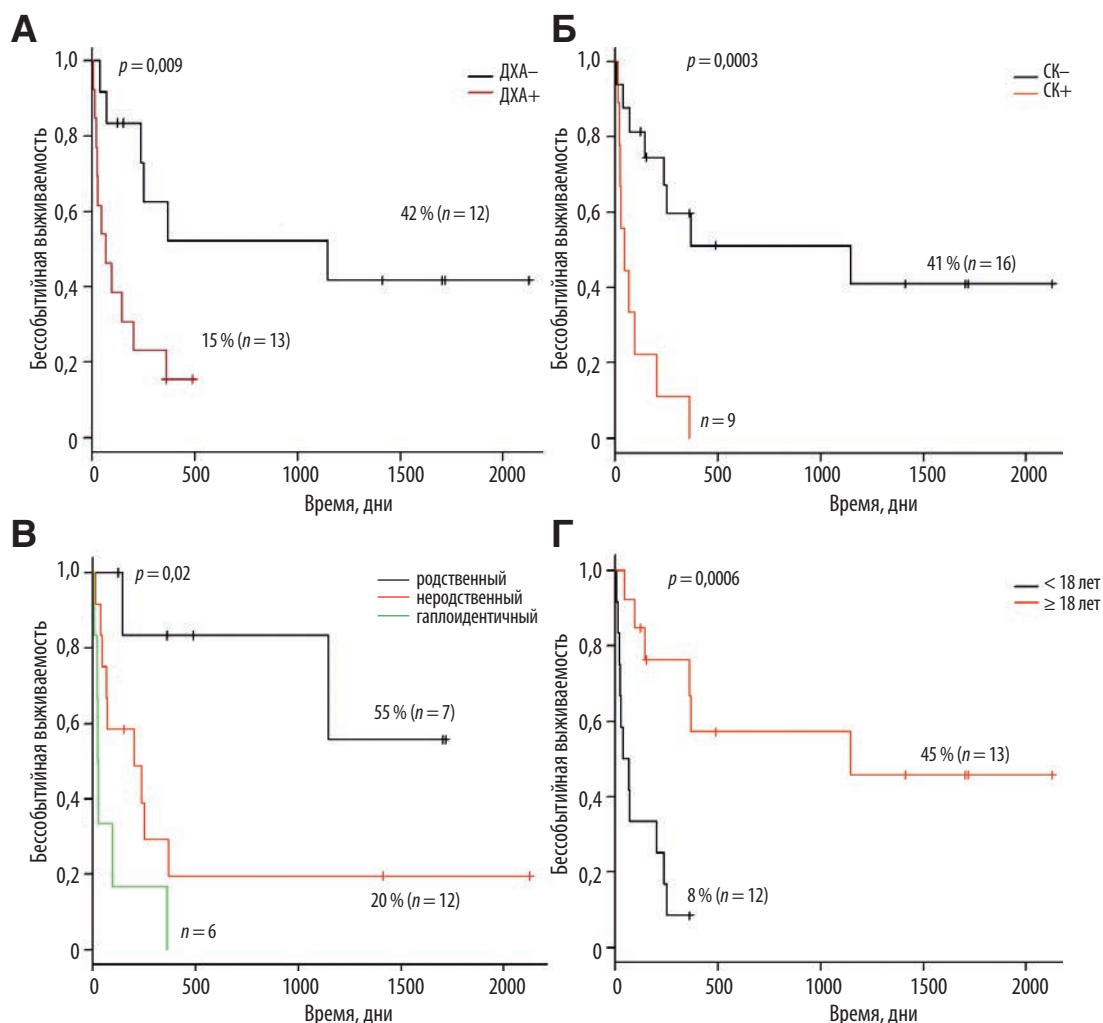 А
Бессобытийная выживаемость
1,0
0,8
0,6
0,4
0,2
0
p = 0,009
ДХА–
ДХА+
42 % (n = 12)
15 % (n = 13)
0
500
1000
1500
2000
Время, дни
Б
Бессобытийная выживаемость
1,0
0,8
0,6
0,4
0,2
0
p = 0,0003
СК–
СК+
41 % (n = 16)
n = 9
0
500
1000
1500
2000
Время, дни
В
Бессобытийная выживаемость
1,0
0,8
0,6
0,4
0,2
0
p = 0,02
родственный
неродственный
гаплоидентичный
55 % (n = 7)
20 % (n = 12)
n = 6
0
500
1000
1500
2000
Время, дни
Г
Бессобытийная выживаемость
1,0
0,8
0,6
0,4
0,2
0
p = 0,0006
< 18 лет
≥ 18 лет
45 % (n = 13)
8 % (n = 12)
0
500
1000
1500
2000
Время, дни